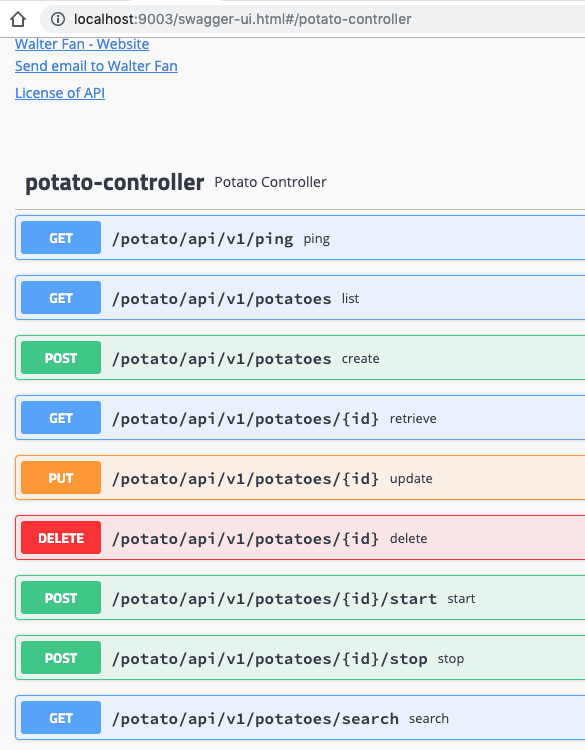 localhost:9003/swagger-ui.html#/potato-controller
Walter Fan - Website
Send email to Walter Fan
License of API
potato-controller Potato Controller
GET /potato/api/v1/ping ping
GET /potato/api/v1/potatoes list
POST /potato/api/v1/potatoes create
GET /potato/api/v1/potatoes/{id} retrieve
PUT /potato/api/v1/potatoes/{id} update
DELETE /potato/api/v1/potatoes/{id} delete
POST /potato/api/v1/potatoes/{id}/start start
POST /potato/api/v1/potatoes/{id}/stop stop
GET /potato/api/v1/potatoes/search search